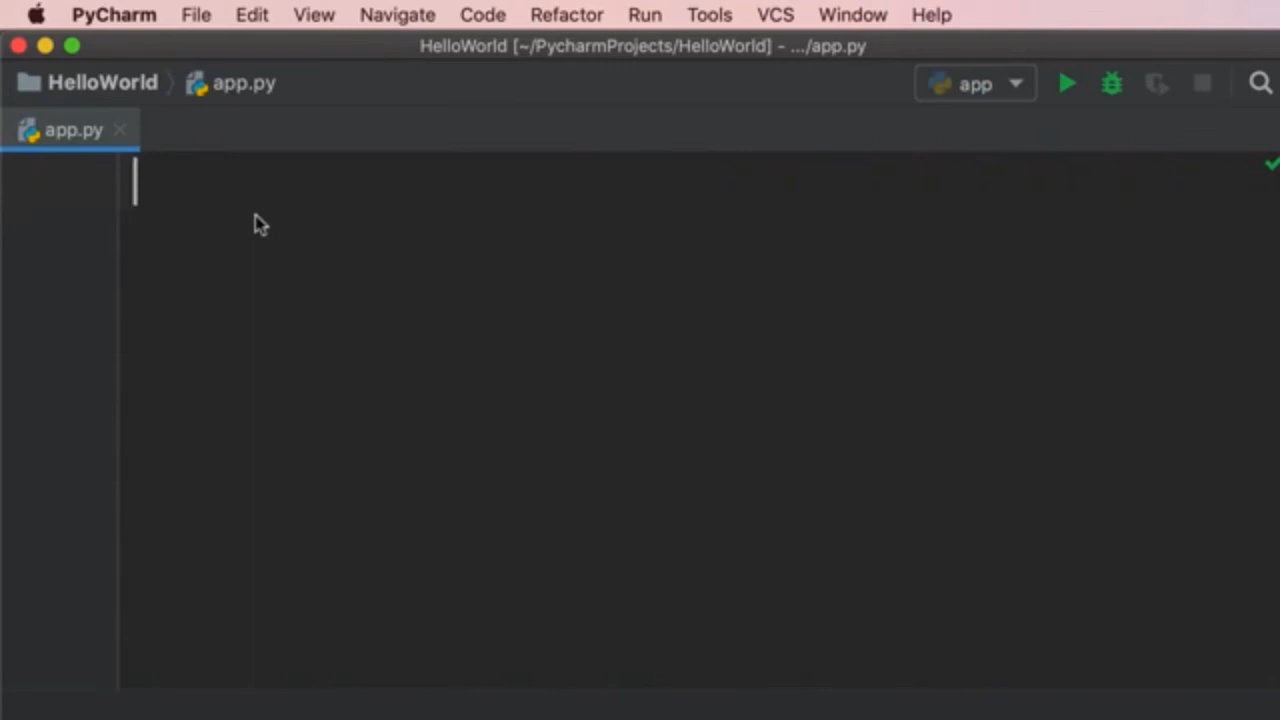 PyCharm File Edit View Navigate Code Refactor Run Tools VCS Window Help
HelloWorld [~/PycharmProjects/HelloWorld] - .../app.py
HelloWorld app.py app
app.py